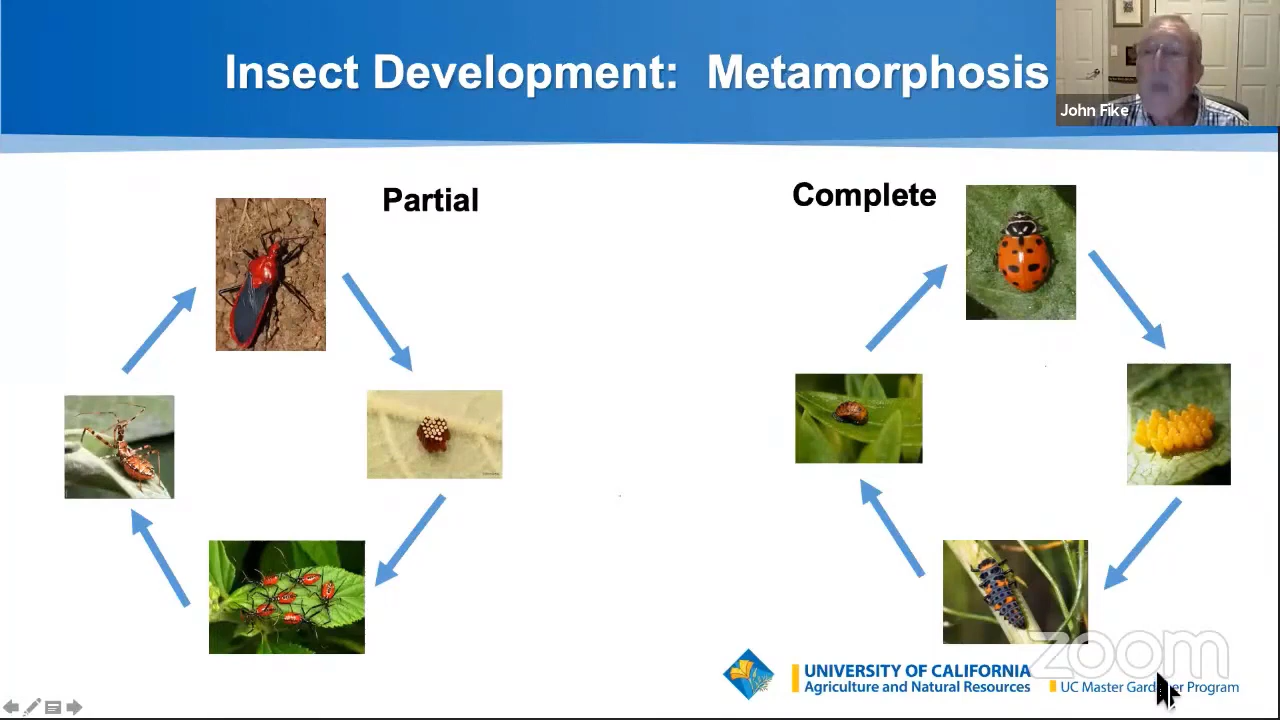 Insect Development: Metamorphosis
John Fike
Partial
Complete
zoom
UNIVERSITY OF CALIFORNIA
Agriculture and Natural Resources
UC Master Gardener Program